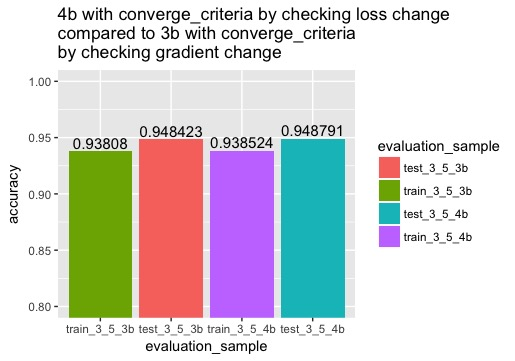 4b with converge_criteria by checking loss change
compared to 3b with converge_criteria
by checking gradient change
1.00
0.95
0.90
0.85
0.80
accuracy
0.93808
0.948423
0.938524
0.948791
train_3_5_3b
test_3_5_3b
train_3_5_4b
test_3_5_4b
evaluation_sample
evaluation_sample
test_3_5_3b
train_3_5_3b
test_3_5_4b
train_3_5_4b